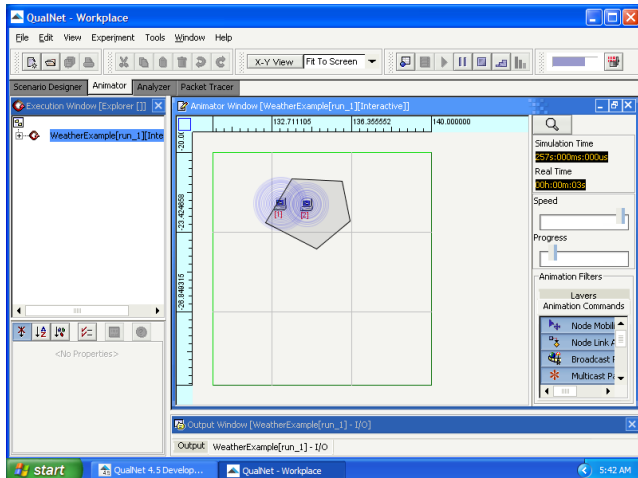 QualNet - Workplace
File Edit View Experiment Tools Window Help
X-Y View Fit To Screen
Scenario Designer Animator Analyzer Packet Tracer
Execution Window [Explorer []]
WeatherExample[run_1][Inte
<No Properties>
Animator Window [WeatherExample[run_1][Interactive]]
132.711105 136.355552 140.000000
-20.00
-23.424658
-26.849315
[1] [2]
Simulation Time
257s:000ms:000us
Real Time
00h:00m:03s
Speed
Progress
Animation Filters
Layers
Animation Commands
Node Mobili
Node Link A
Broadcast F
Multicast Pa
Output Window [WeatherExample[run_1] - I/O]
Output WeatherExample[run_1] - I/O
start QualNet 4.5 Develop... QualNet - Workplace 5:42 AM